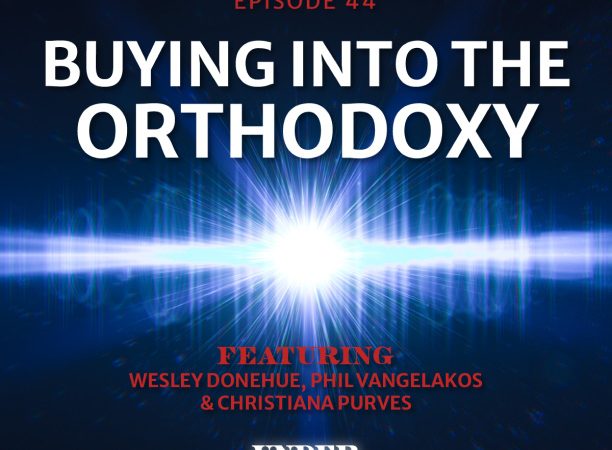 EPISODE 44
BUYING INTO THE
ORTHODOXY
FEATURING
WESLEY DONEHUE, PHIL VANGELAKOS
& CHRISTIANA PURVES